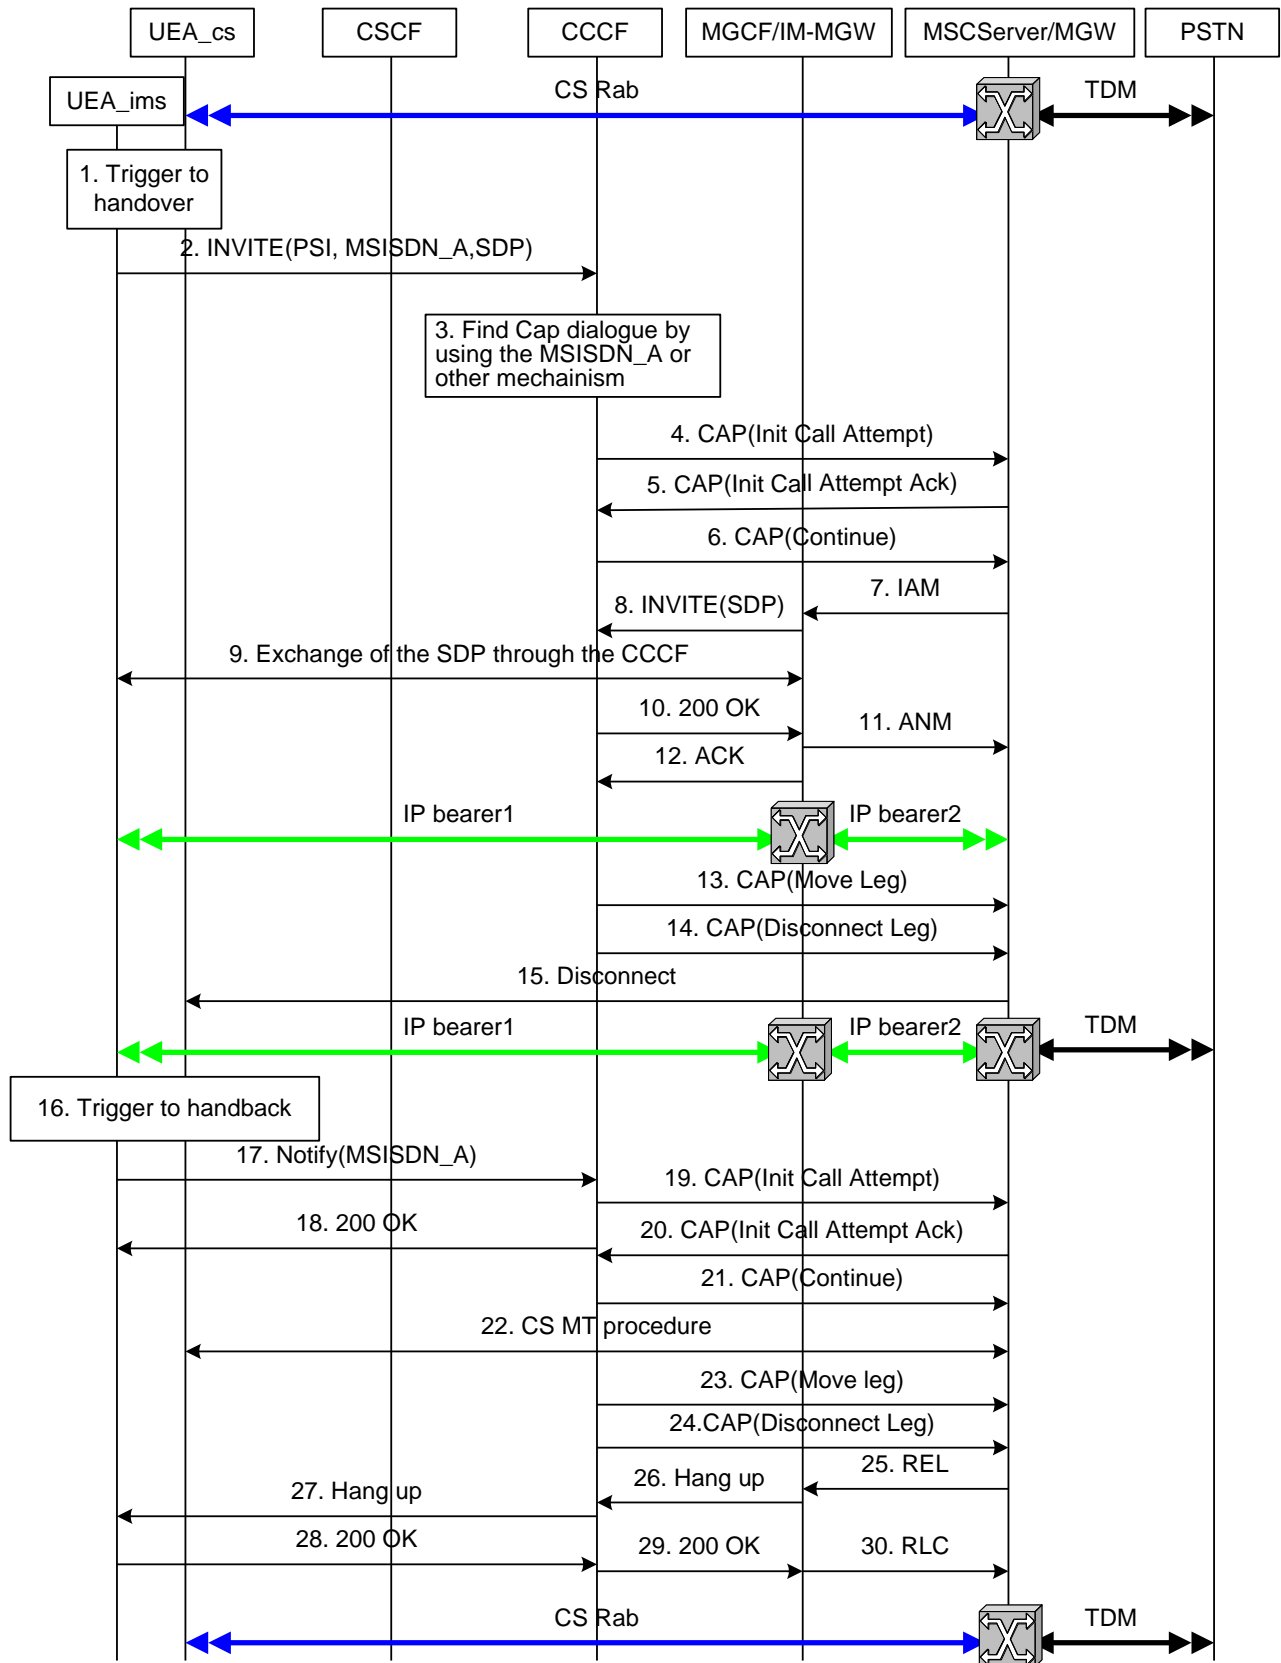 UEA_cs
CSCF
CCCF
MGCF/IM-MGW
MSCServer/MGW
PSTN
UEA_ims
CS Rab
TDM
1. Trigger to
handover
2. INVITE(PSI, MSISDN_A,SDP)
3. Find Cap dialogue by
using the MSISDN_A or
other mechainism
4. CAP(Init Call Attempt)
5. CAP(Init Call Attempt Ack)
6. CAP(Continue)
7. IAM
8. INVITE(SDP)
9. Exchange of the SDP through the CCCF
10. 200 OK
11. ANM
12. ACK
IP bearer1
IP bearer2
13. CAP(Move Leg)
14. CAP(Disconnect Leg)
15. Disconnect
IP bearer1
IP bearer2
TDM
16. Trigger to handback
17. Notify(MSISDN_A)
19. CAP(Init Call Attempt)
18. 200 OK
20. CAP(Init Call Attempt Ack)
21. CAP(Continue)
22. CS MT procedure
23. CAP(Move leg)
24.CAP(Disconnect Leg)
25. REL
26. Hang up
27. Hang up
28. 200 OK
29. 200 OK
30. RLC
CS Rab
TDM